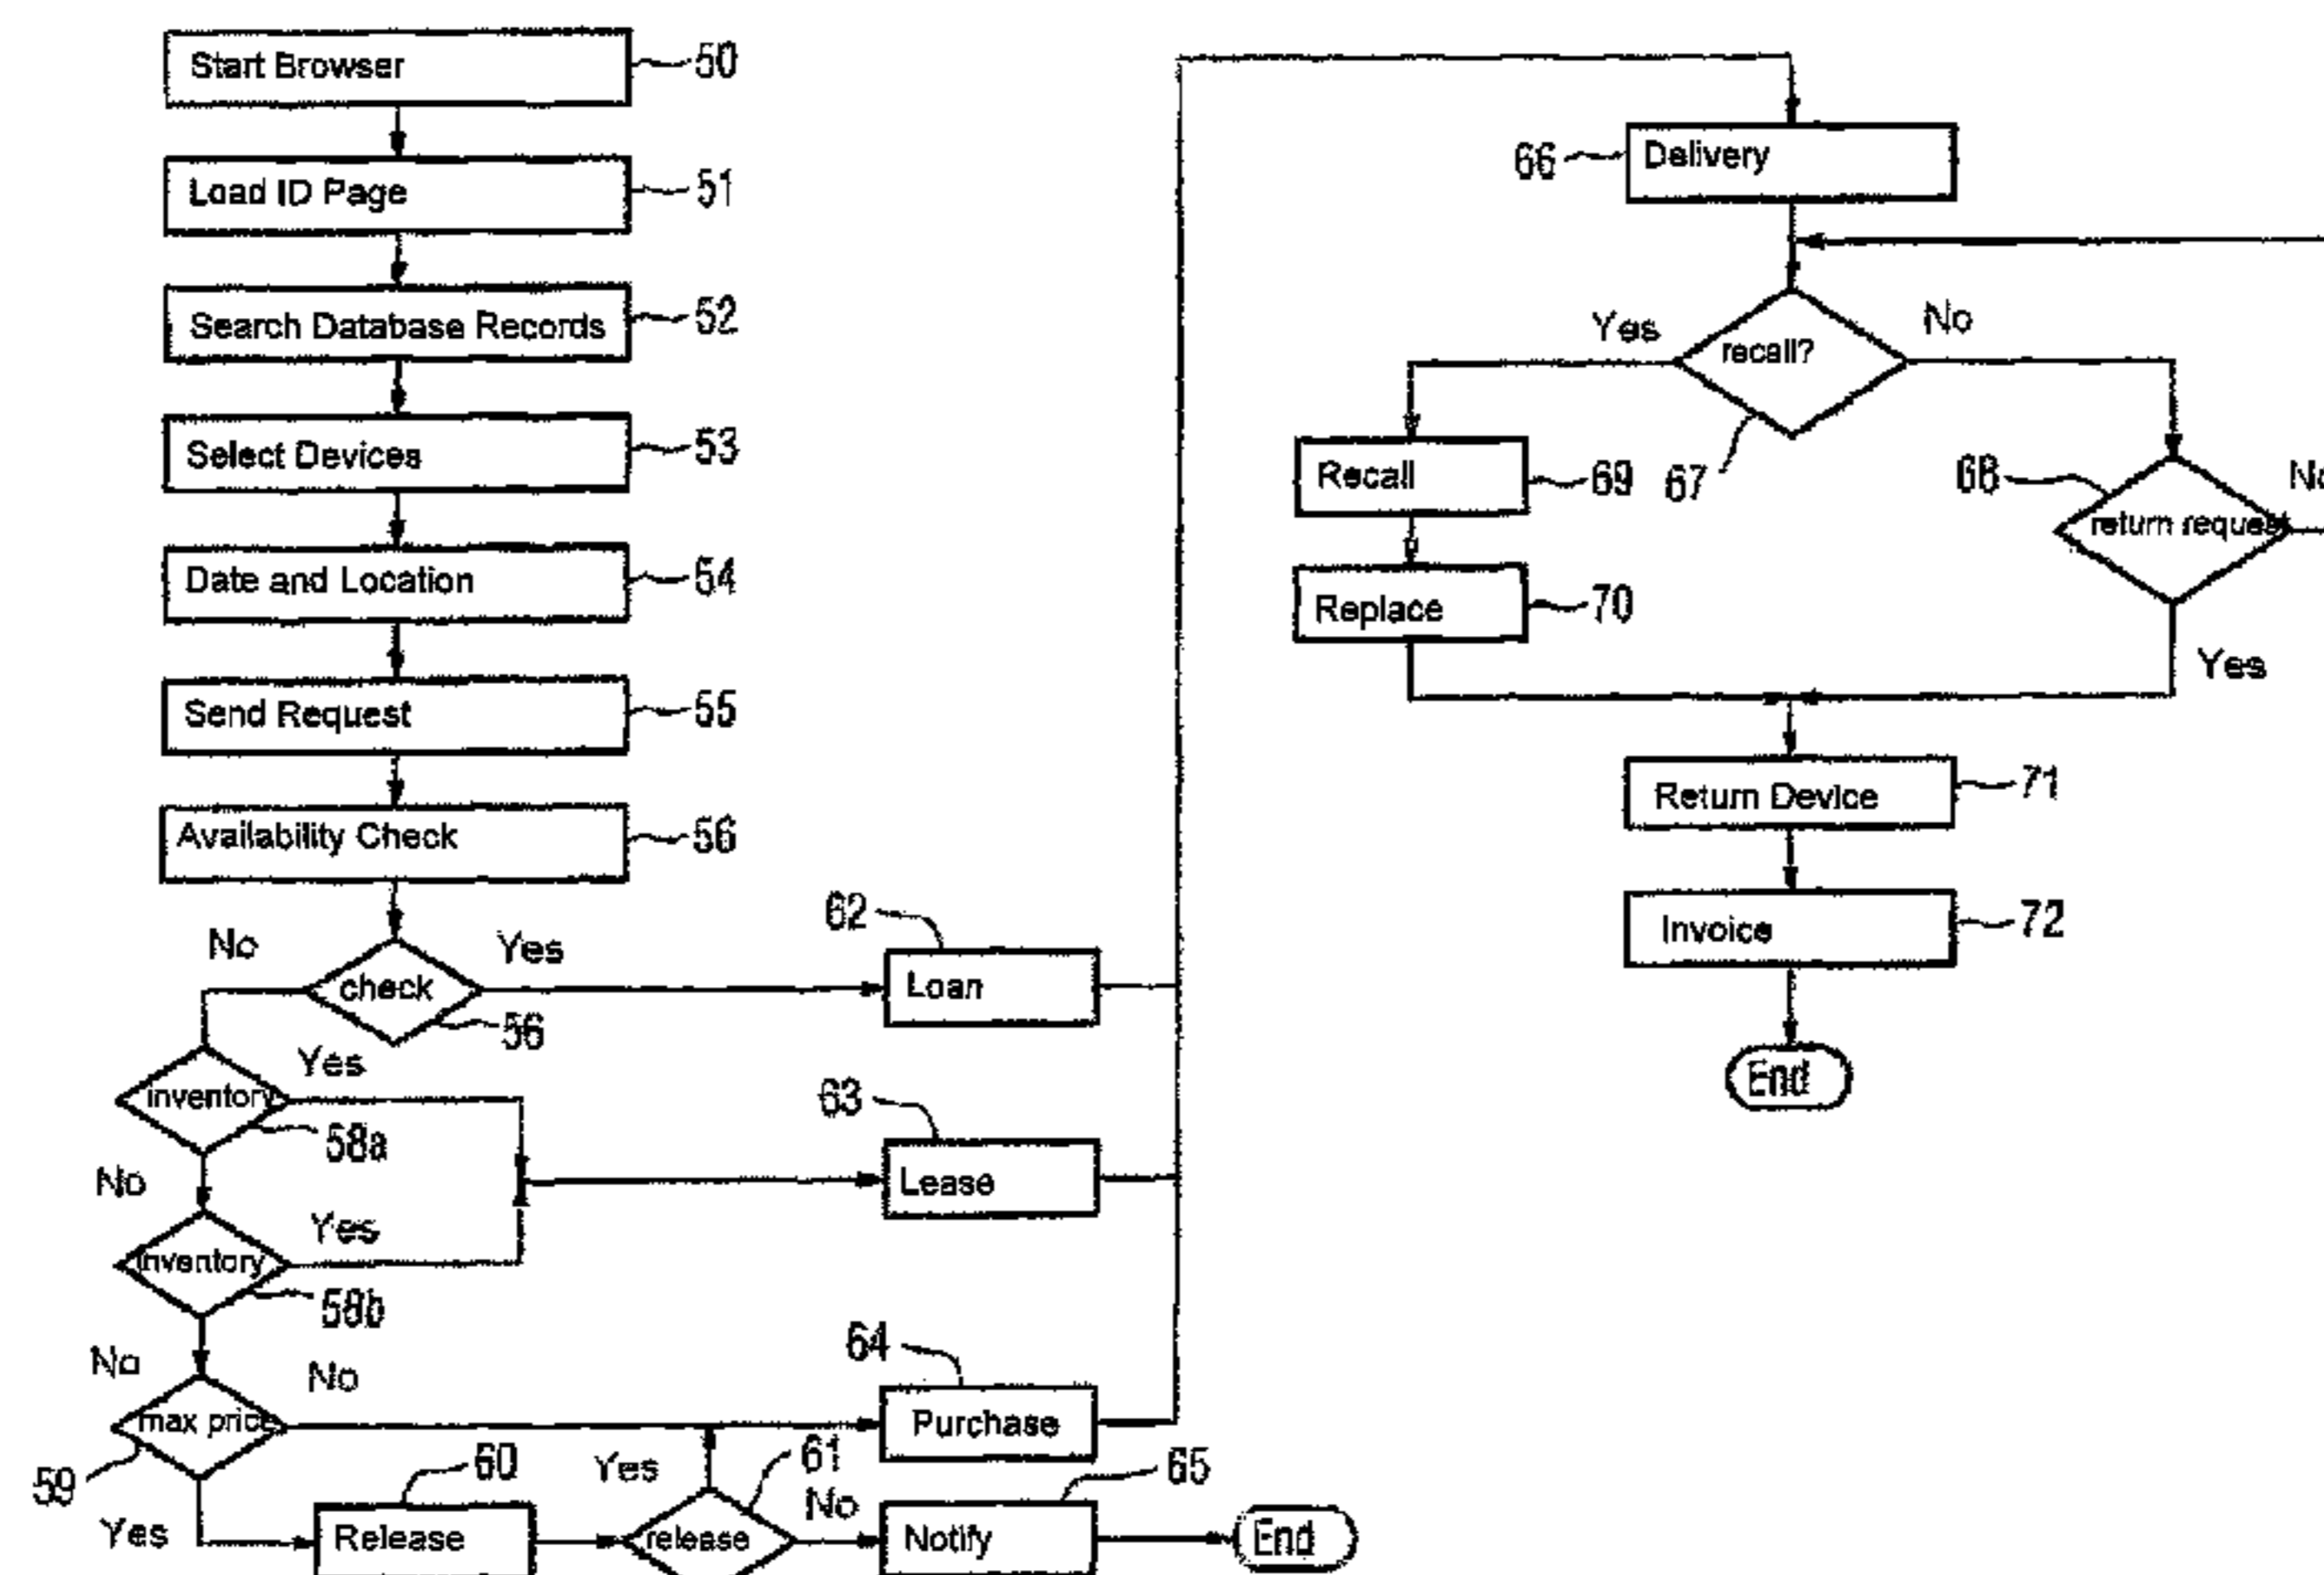 Start Browser
50
Load ID Page
51
Search Database Records
52
Select Devices
53
Date and Location
54
Send Request
55
Availability Check
56
No
Yes
check
56
62
Loan
inventory
Yes
58a
63
Lease
No
inventory
Yes
58b
No
No
max price
59
64
Purchase
Yes
60
Release
Yes
61
release
No
65
Notify
End
66
Delivery
Yes
recall?
No
67
Recall
69
68
return request
Replace
70
Yes
Return Device
71
Invoice
72
End